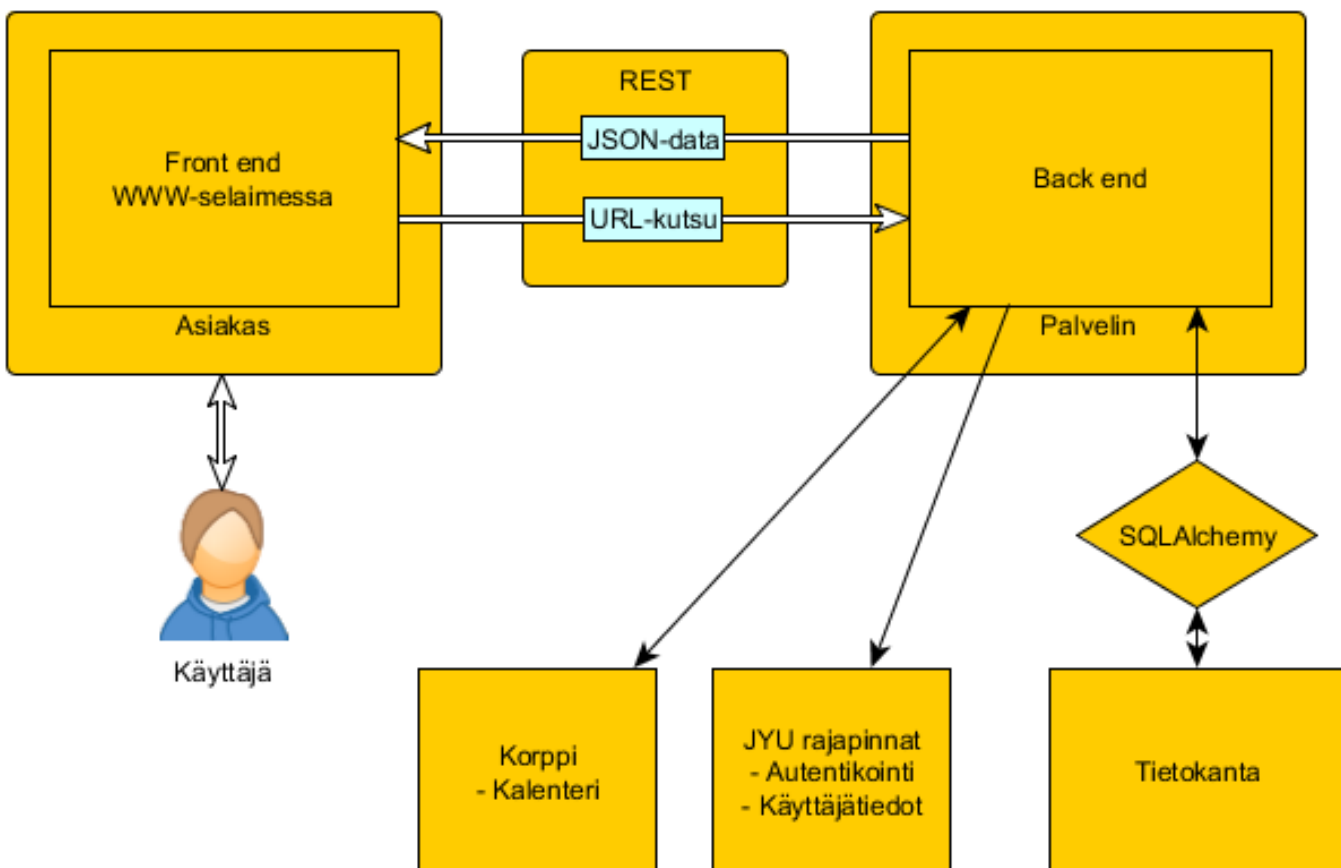 REST
JSON-data
Front end
WWW-selaimessa
Back end
URL-kutsu
Asiakas
Palvelin
SQLAlchemy
Käyttäjä
Korppi
- Kalenteri
JYU rajapinnat
- Autentikointi
- Käyttäjätiedot
Tietokanta